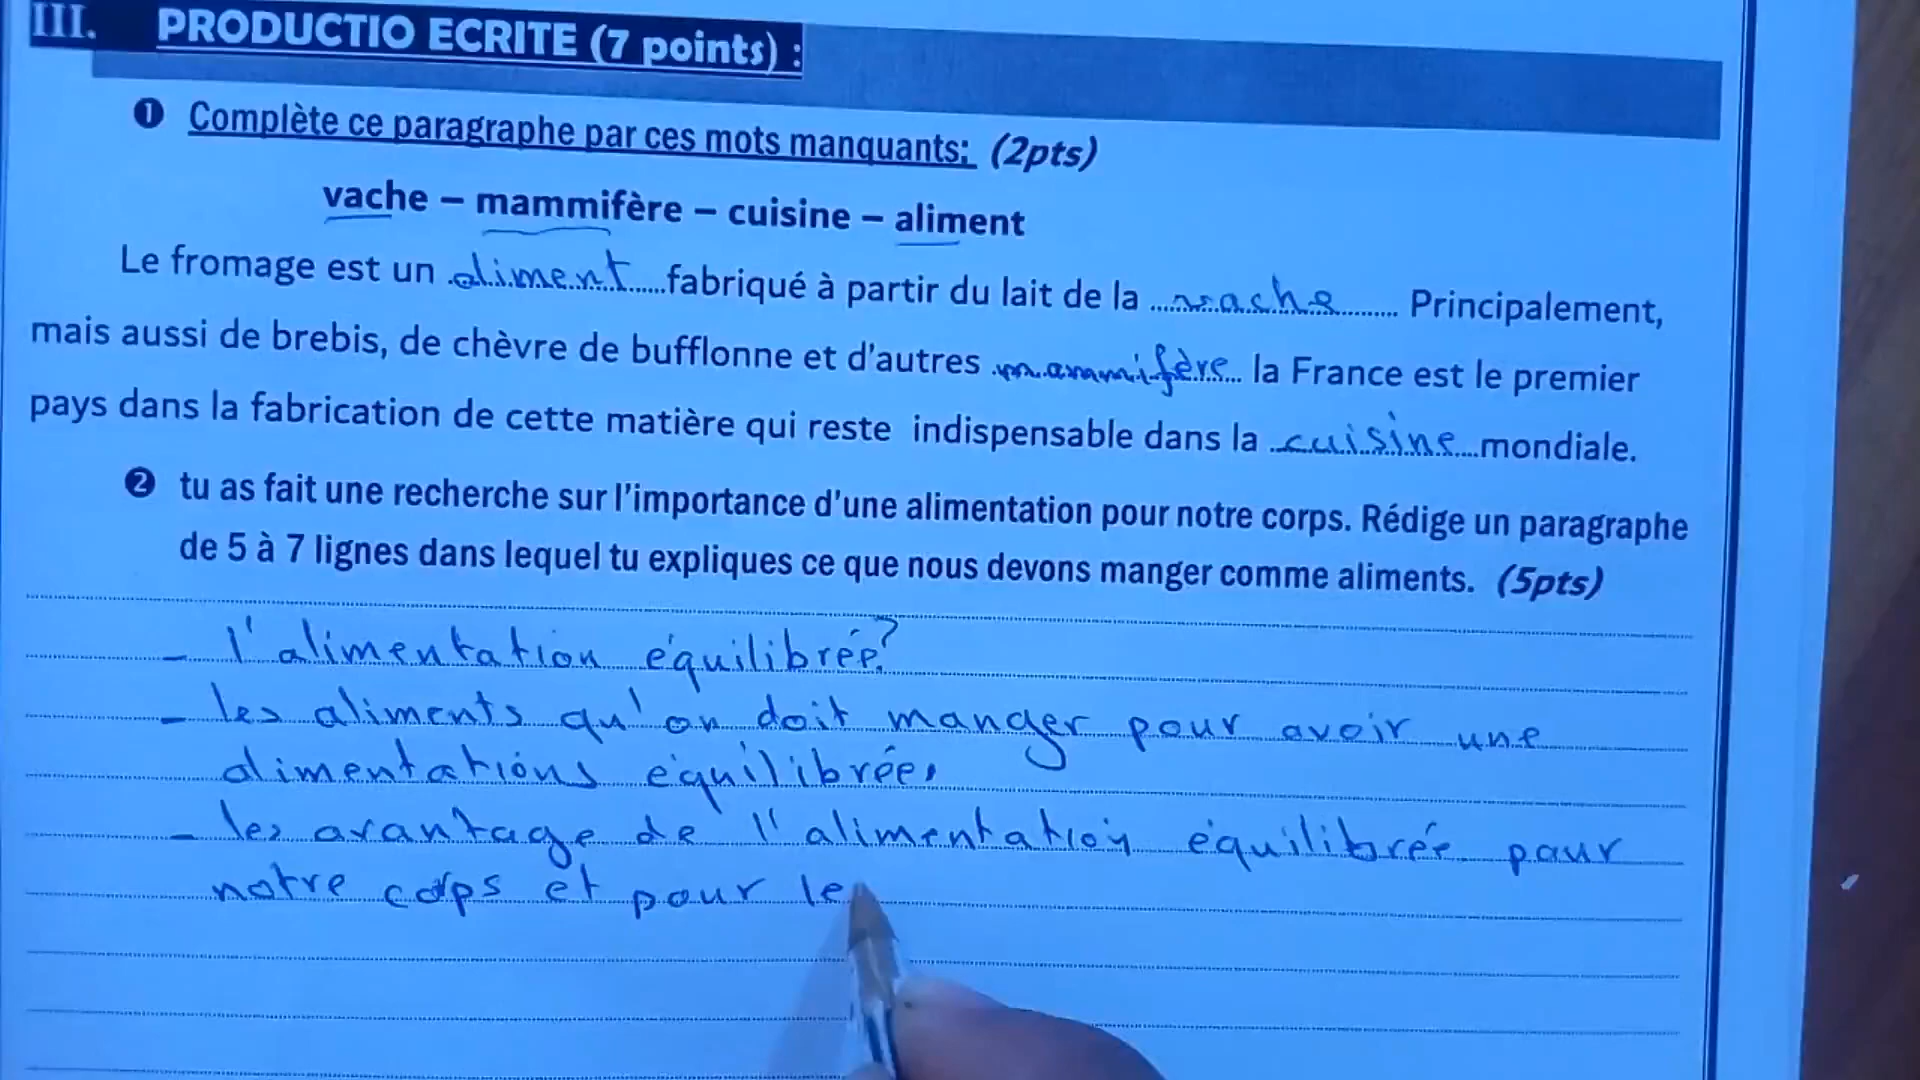 III. PRODUCTIO ECRITE (7 points) :
❶ Complète ce paragraphe par ces mots manquants: (2pts)
vache – mammifère – cuisine – aliment
Le fromage est un aliment fabriqué à partir du lait de la vache Principalement,
mais aussi de brebis, de chèvre de bufflonne et d'autres mammifère la France est le premier
pays dans la fabrication de cette matière qui reste indispensable dans la cuisine mondiale.
❷ tu as fait une recherche sur l'importance d'une alimentation pour notre corps. Rédige un paragraphe
de 5 à 7 lignes dans lequel tu expliques ce que nous devons manger comme aliments. (5pts)
- l'alimentation équilibrée?
- les aliments qu'on doit manger pour avoir une
alimentations équilibrée.
- les avantage de l'alimentation équilibrée pour
notre corps et pour le